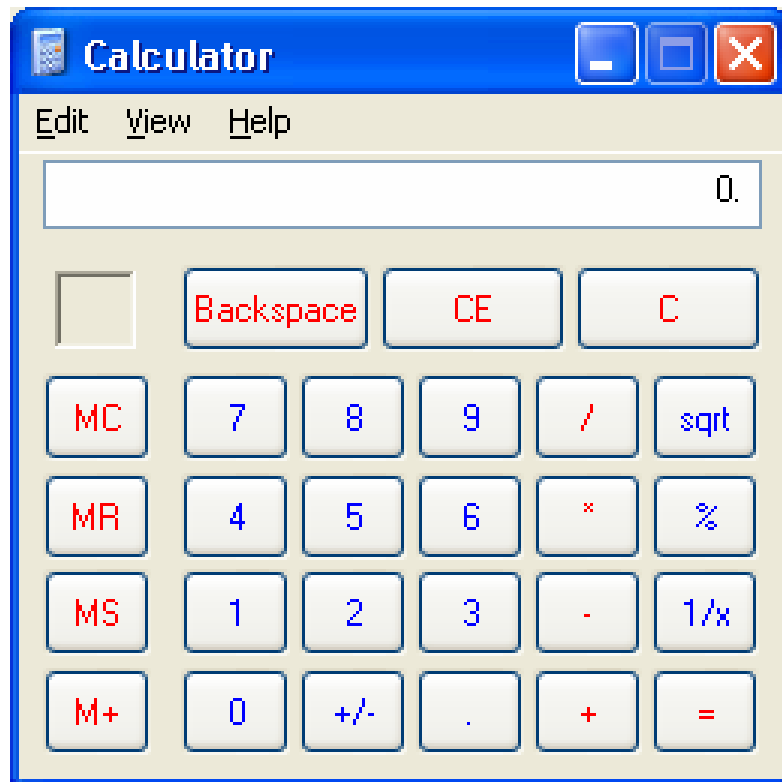 Calculator
Edit View Help
0.
Backspace CE C
MC 7 8 9 / sqrt
MR 4 5 6 * %
MS 1 2 3 - 1/x
M+ 0 +/- . + =